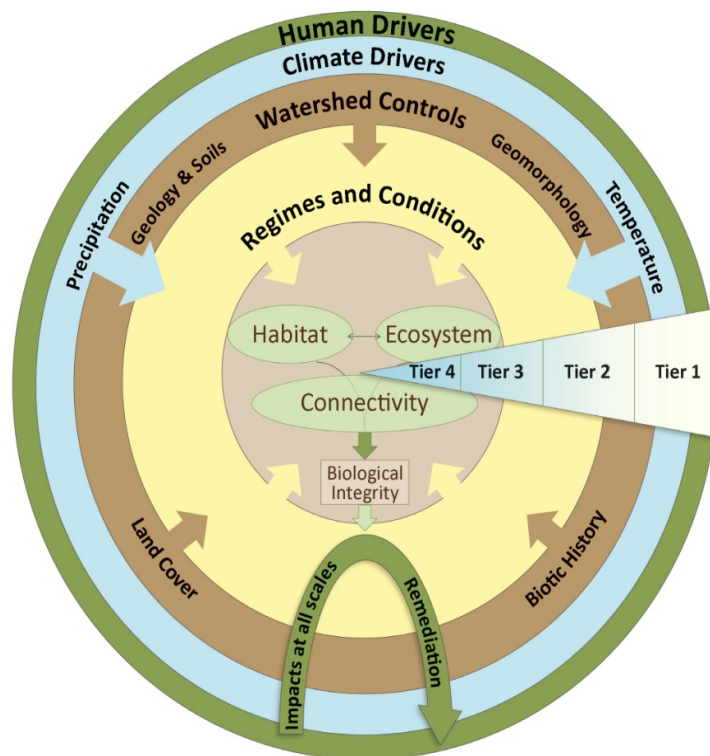 Human Drivers
Climate Drivers
Watershed Controls
Geology & Soils
Geomorphology
Precipitation
Temperature
Regimes and Conditions
Habitat
Ecosystem
Tier 4
Tier 3
Tier 2
Tier 1
Connectivity
Biological
Integrity
Land Cover
Biotic History
Impacts at all scales
Remediation